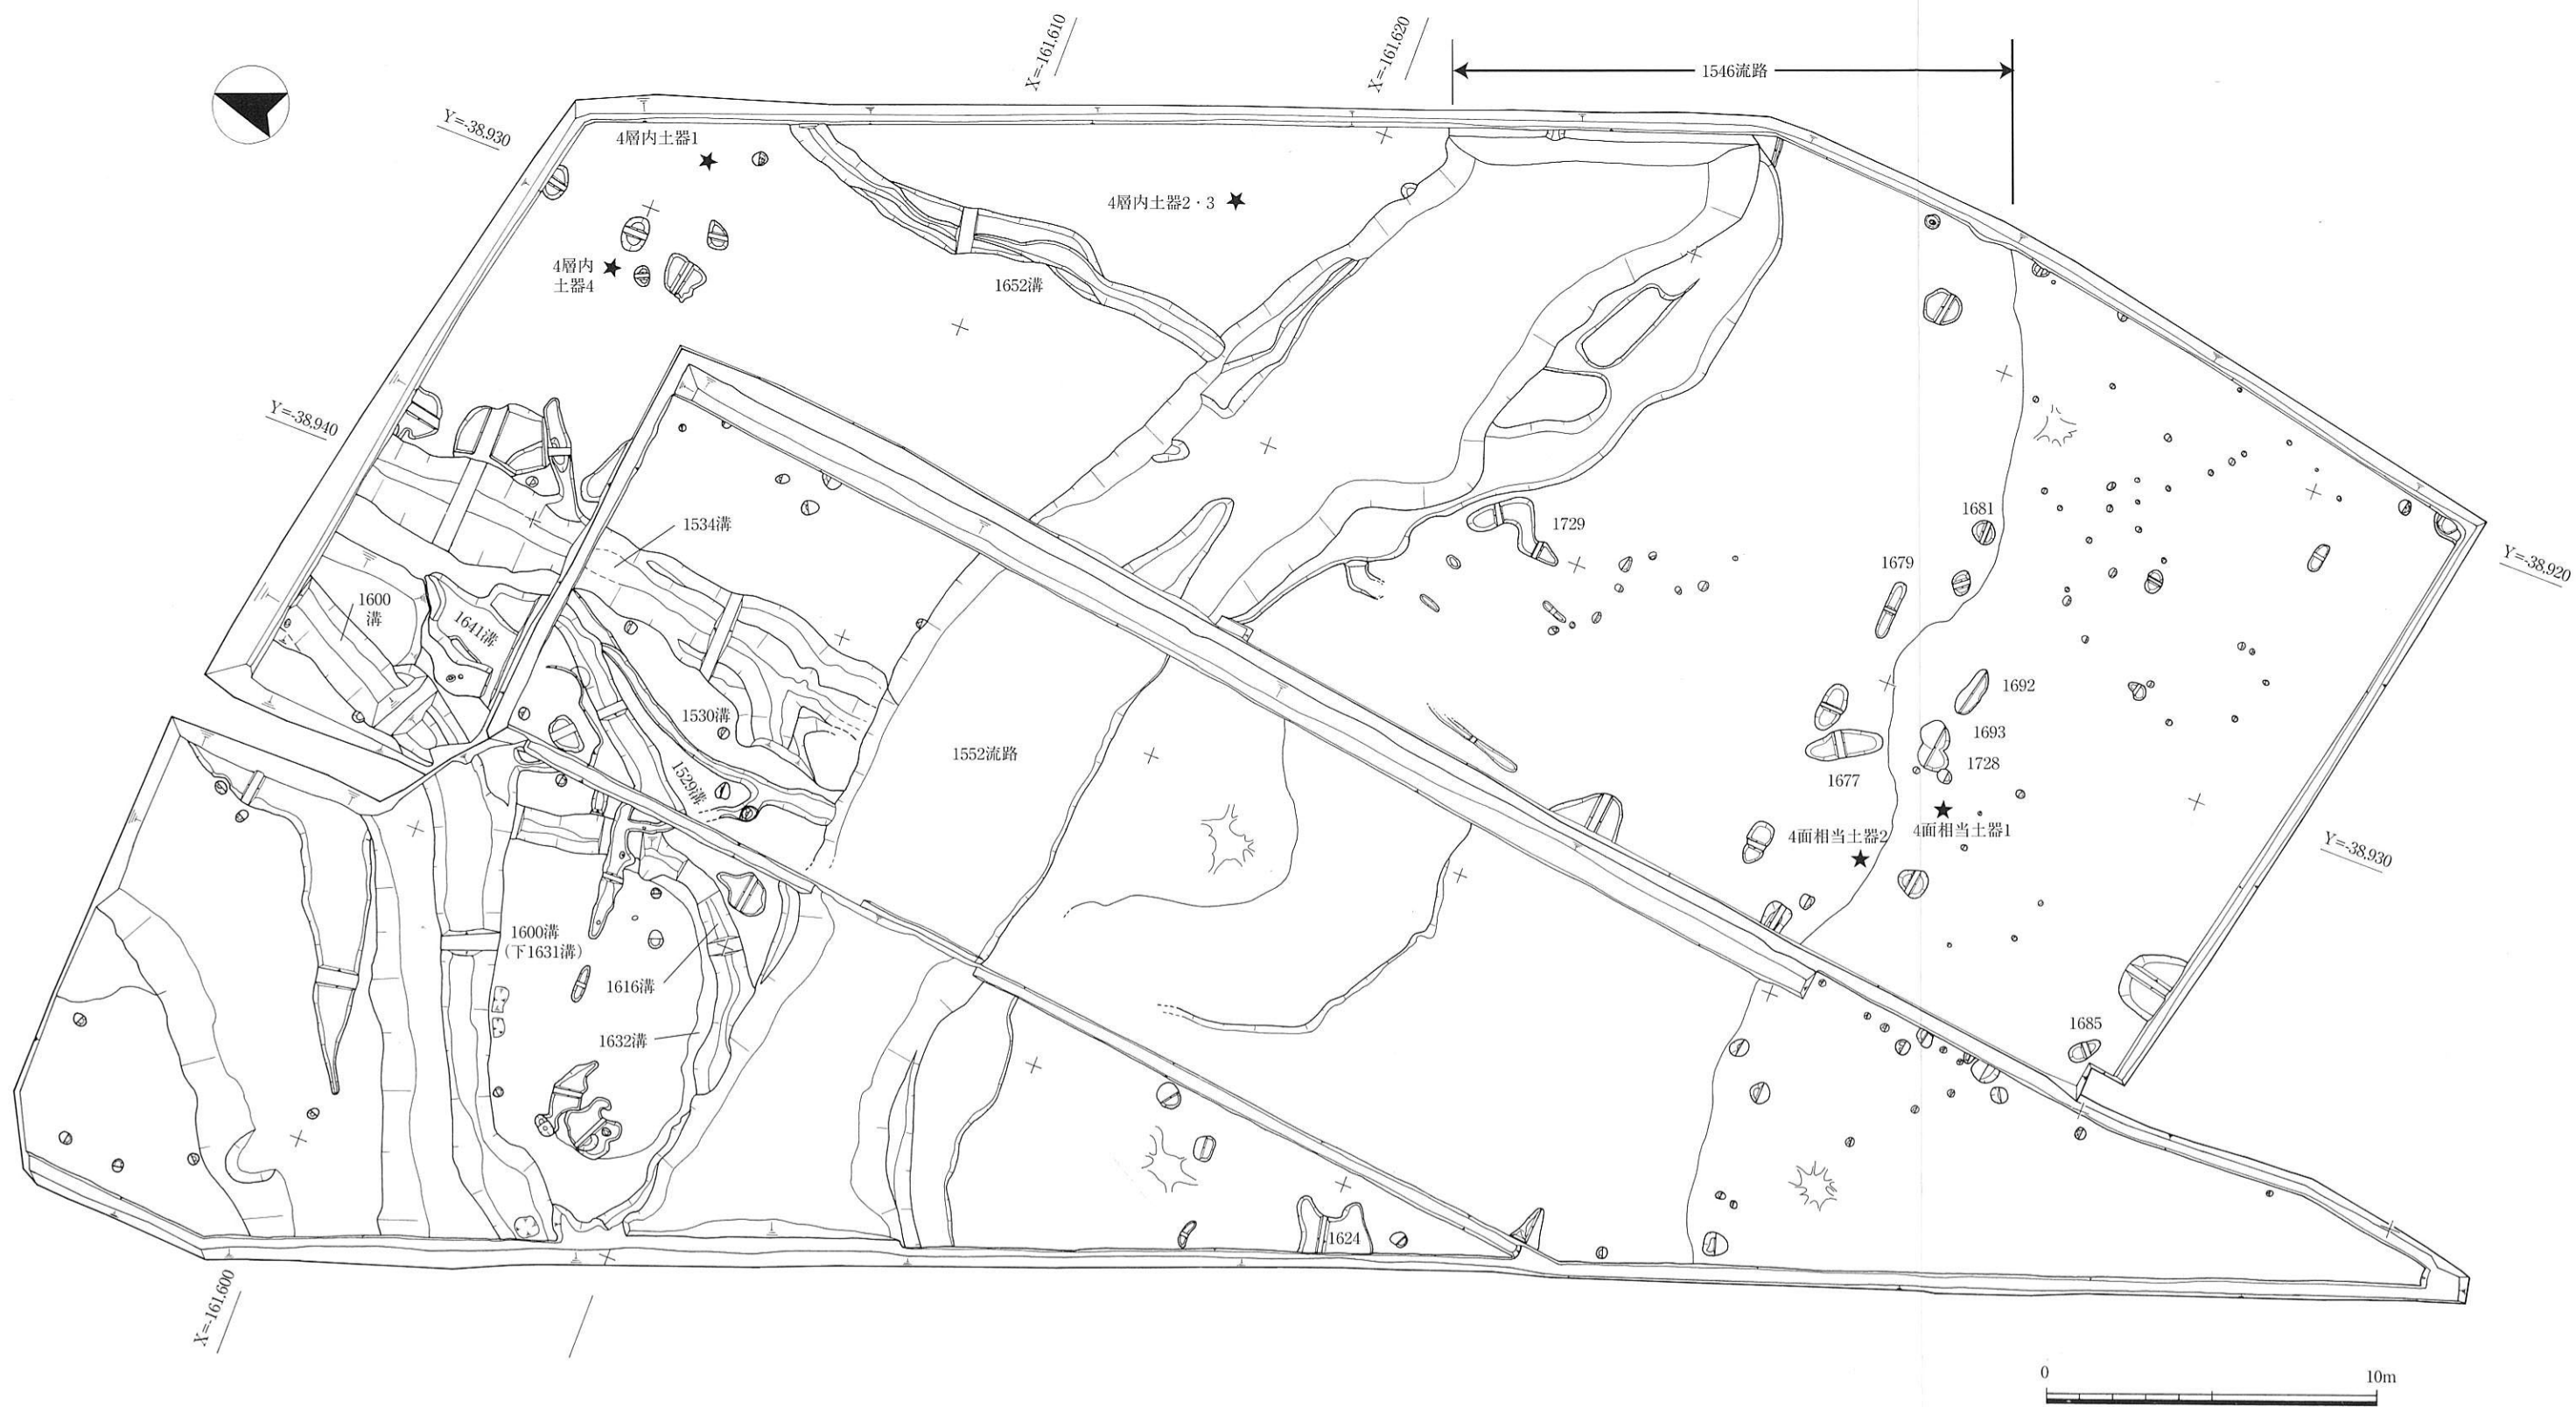 X=-161,610
X=-161,620
1546流路
Y=-38,930
4層内土器1
4層内土器2・3
4層内
土器4
1652溝
Y=-38,940
1534溝
1681
1729
1679
Y=-38,920
1600
溝
1641溝
1692
1530溝
1693
1552流路
1728
1677
1529溝
4面相当土器2
4面相当土器1
Y=-38,930
1600溝
(下1631溝)
1616溝
1632溝
1685
1624
X=-161,600
0
10m